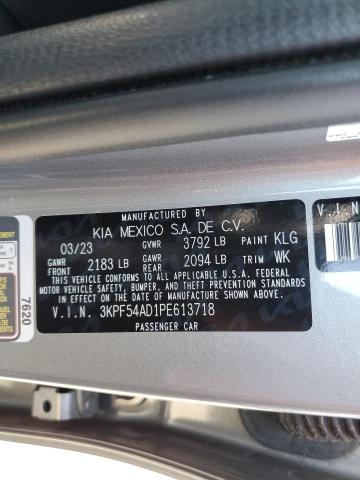 MANUFACTURED BY
KIA MEXICO S.A. DE C.V.
03/23 GVWR 3792 LB PAINT KLG
GAWR FRONT 2183 LB GAWR REAR 2094 LB TRIM WK
THIS VEHICLE CONFORMS TO ALL APPLICABLE U.S.A. FEDERAL
MOTOR VEHICLE SAFETY, BUMPER, AND THEFT PREVENTION
STANDARDS IN EFFECT ON THE DATE OF MANUFACTURE
SHOWN ABOVE.
V.I.N. 3KPF54AD1PE613718
PASSENGER CAR
7620
V.I.N